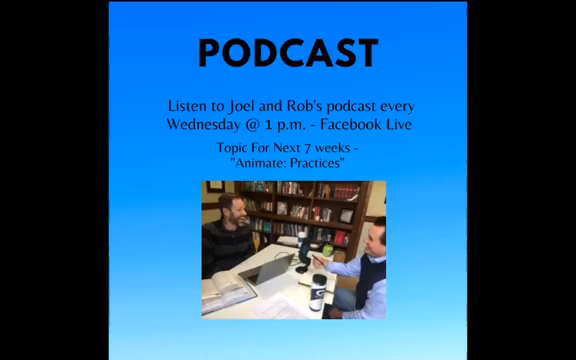 PODCAST
Listen to Joel and Rob's podcast every
Wednesday @ 1 p.m. - Facebook Live
Topic For Next 7 weeks -
"Animate: Practices"